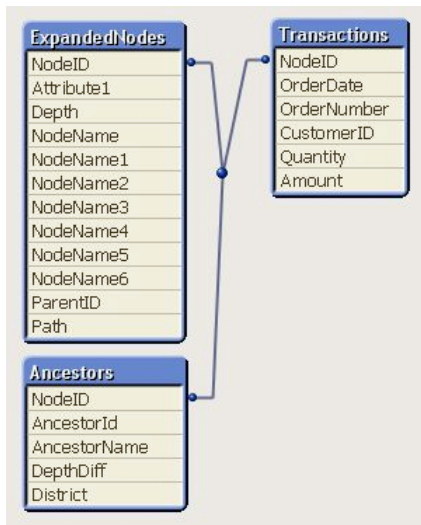 ExpandedNodes
NodeID
Attribute1
Depth
NodeName
NodeName1
NodeName2
NodeName3
NodeName4
NodeName5
NodeName6
ParentID
Path
Transactions
NodeID
OrderDate
OrderNumber
CustomerID
Quantity
Amount
Ancestors
NodeID
AncestorId
AncestorName
DepthDiff
District